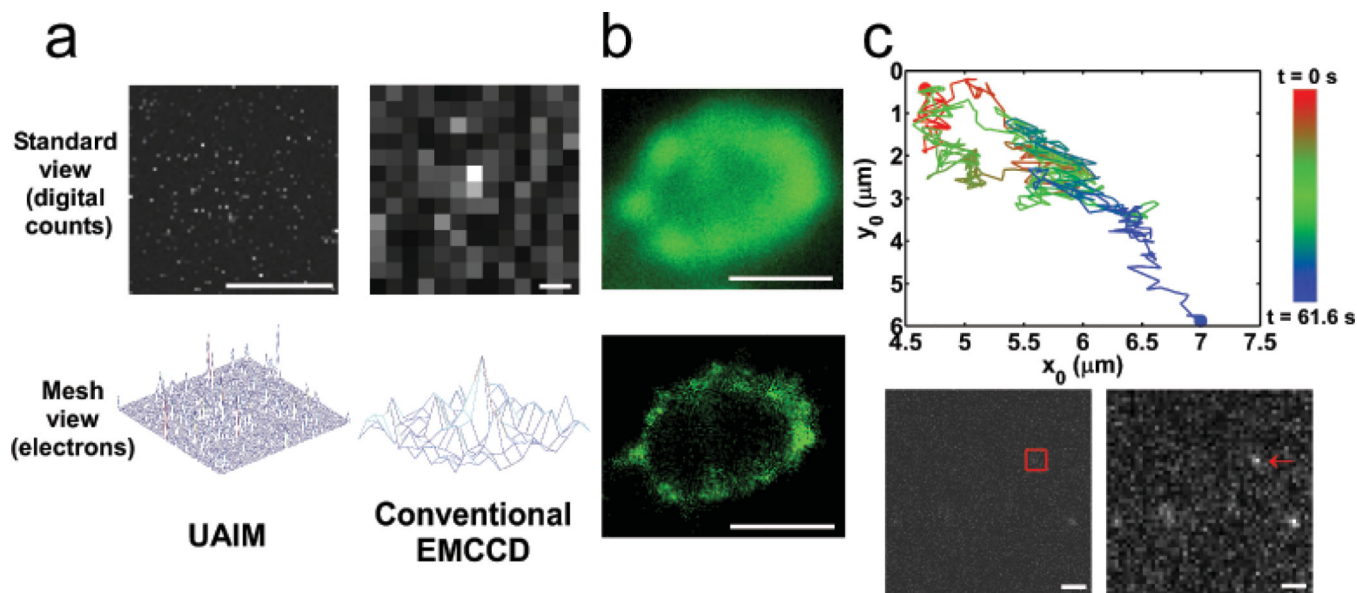 a
b
c
Standard
view
(digital
counts)
Mesh
view
(electrons)
UAIM
Conventional
EMCCD
0
1
2
3
4
5
6
y0 (μm)
4.5 5 5.5 6 6.5 7 7.5
x0 (μm)
t = 0 s
t = 61.6 s